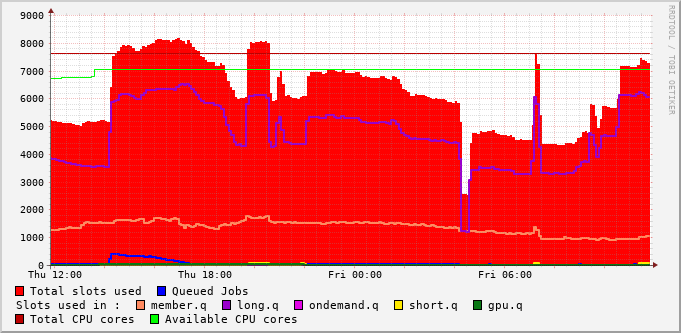 9000
8000
7000
6000
5000
4000
3000
2000
1000
0
Thu 12:00 Thu 18:00 Fri 00:00 Fri 06:00
Total slots used Queued Jobs
Slots used in : member.q long.q ondemand.q short.q gpu.q
Total CPU cores Available CPU cores
RRDTOOL / TOBI OETIKER